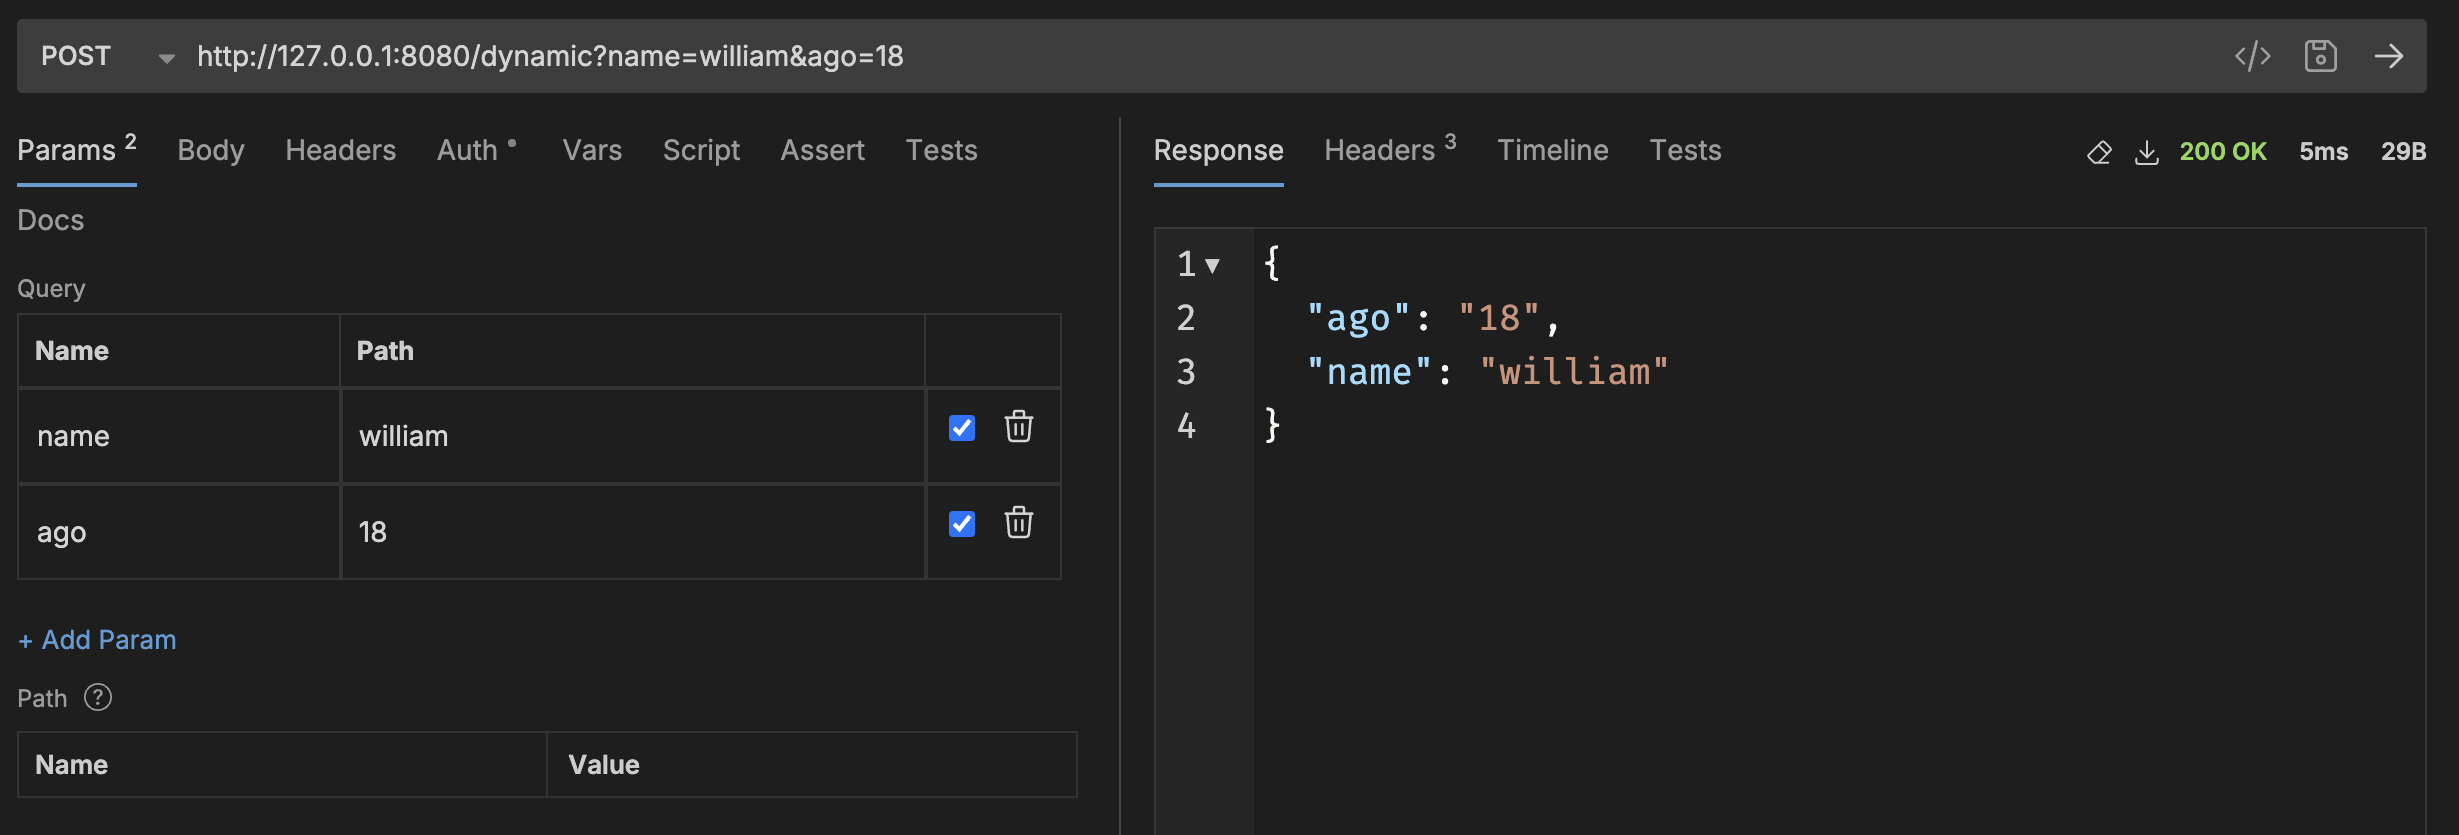 POST http://127.0.0.1:8080/dynamic?name=william&ago=18
Params 2 Body Headers Auth Vars Script Assert Tests
Docs
Query
Name Path
name william
ago 18
+ Add Param
Path ?
Name Value
Response Headers 3 Timeline Tests 200 OK 5ms 29B
1 {
2 "ago": "18",
3 "name": "william"
4 }